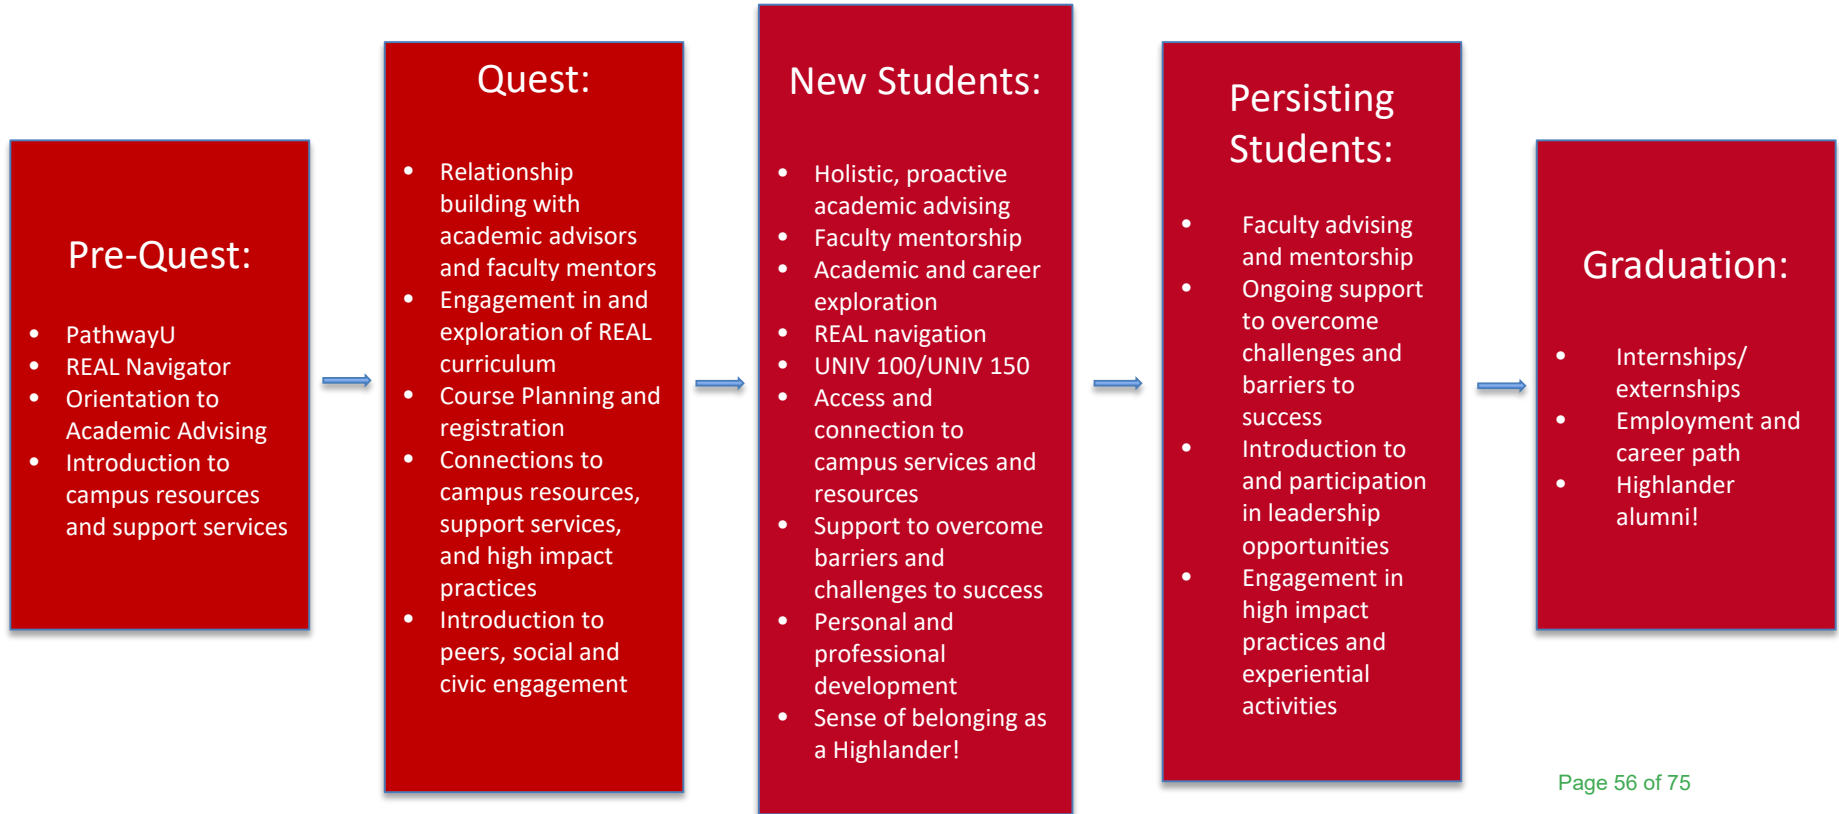 Pre-Quest:
• PathwayU
• REAL Navigator
• Orientation to
Academic Advising
• Introduction to
campus resources
and support services
Quest:
• Relationship
building with
academic advisors
and faculty mentors
• Engagement in and
exploration of REAL
curriculum
• Course Planning and
registration
• Connections to
campus resources,
support services,
and high impact
practices
• Introduction to
peers, social and
civic engagement
New Students:
• Holistic, proactive
academic advising
• Faculty mentorship
• Academic and career
exploration
• REAL navigation
• UNIV 100/UNIV 150
• Access and
connection to
campus services and
resources
• Support to overcome
barriers and
challenges to success
• Personal and
professional
development
• Sense of belonging as
a Highlander!
Persisting
Students:
• Faculty advising
and mentorship
• Ongoing support
to overcome
challenges and
barriers to
success
• Introduction to
and participation
in leadership
opportunities
• Engagement in
high impact
practices and
experiential
activities
Graduation:
• Internships/
externships
• Employment and
career path
• Highlander
alumni!
Page 56 of 75